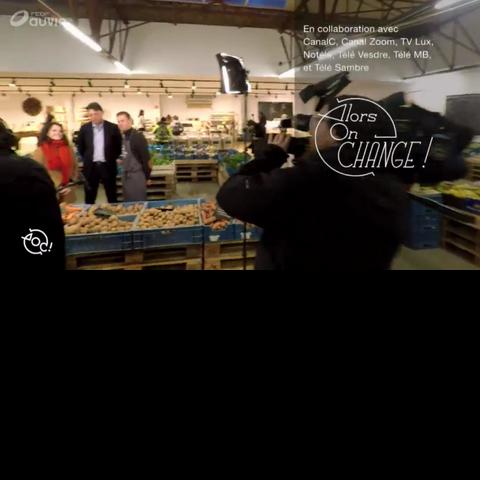 RTBF
auvio
En collaboration avec
CanalC, Canal Zoom, TV Lux,
Notélé, Télé Vesdre, Télé MB,
et Télé Sambre
Alors
On
CHANGE !
AOC!